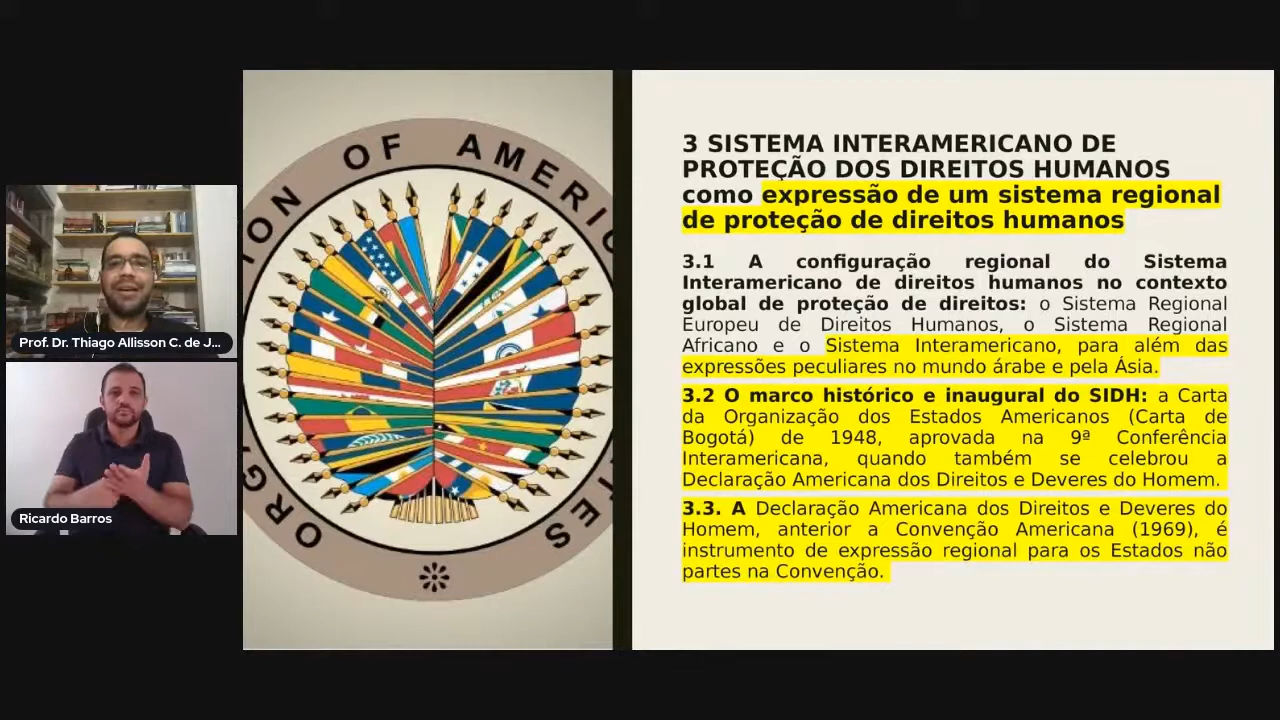 ORGA
ION OF AMERIC
TES
Prof. Dr. Thiago Allisson C. de J...
Ricardo Barros
3 SISTEMA INTERAMERICANO DE
PROTEÇÃO DOS DIREITOS HUMANOS
como expressão de um sistema regional
de proteção de direitos humanos
3.1 A configuração regional do Sistema
Interamericano de direitos humanos no contexto
global de proteção de direitos: o Sistema Regional
Europeu de Direitos Humanos, o Sistema Regional
Africano e o Sistema Interamericano, para além das
expressões peculiares no mundo árabe e pela Ásia.
3.2 O marco histórico e inaugural do SIDH: a Carta
da Organização dos Estados Americanos (Carta de
Bogotá) de 1948, aprovada na 9ª Conferência
Interamericana, quando também se celebrou a
Declaração Americana dos Direitos e Deveres do Homem.
3.3. A Declaração Americana dos Direitos e Deveres do
Homem, anterior a Convenção Americana (1969), é
instrumento de expressão regional para os Estados não
partes na Convenção.